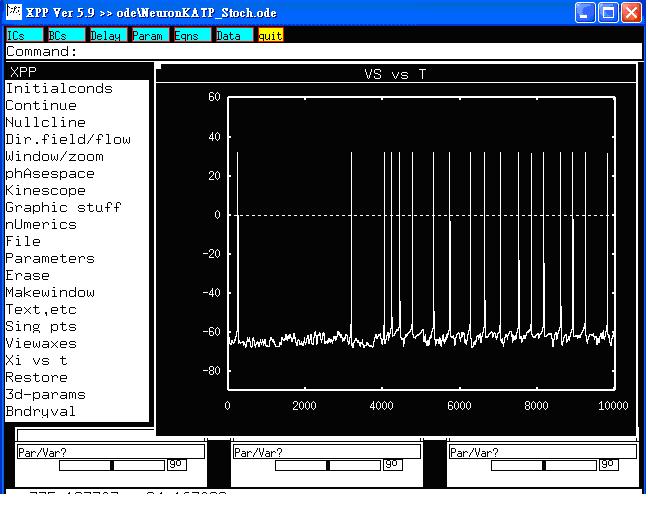 XPP Ver 5.9 >> ode\NeuronKATP_Stoch.ode
ICs BCs Delay Param Eqns Data quit
Command:
XPP
Initialconds
Continue
Nullcline
Dir.field/flow
Window/zoom
phAsespace
Kinescope
Graphic stuff
nUmerics
File
Parameters
Erase
Makewindow
Text,etc
Sing pts
Viewaxes
Xi vs t
Restore
3d-params
Bndryval
VS vs T
60
40
20
0
-20
-40
-60
-80
0 2000 4000 6000 8000 10000
Par/Var? Par/Var? Par/Var?
go go go